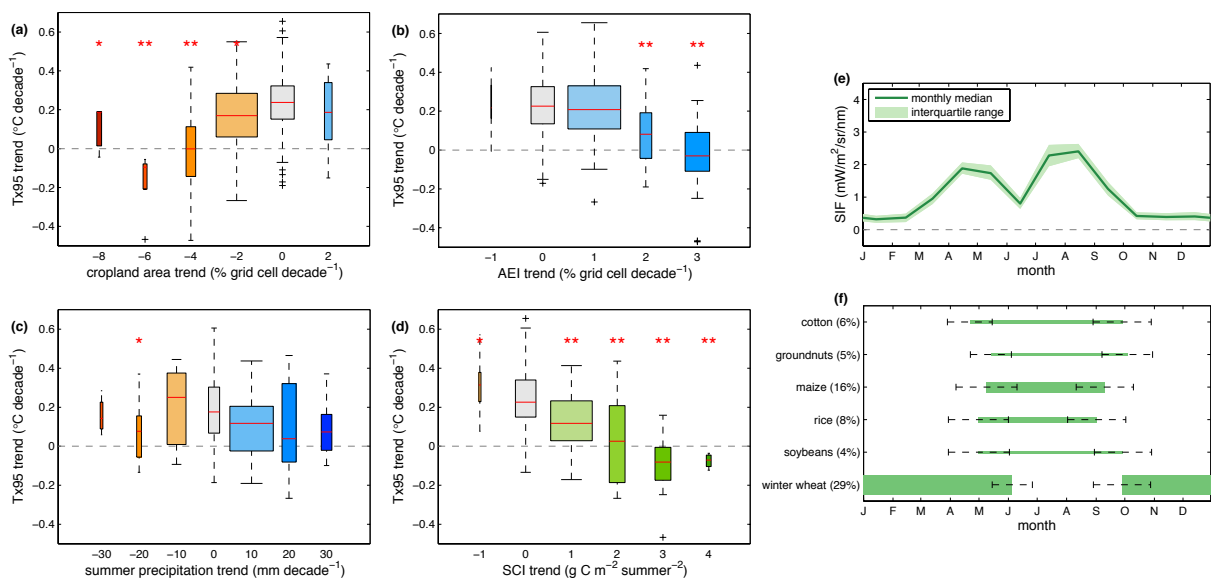 (a)
Tx95 trend (°C decade⁻¹)
0.6
0.4
0.2
0
−0.2
−0.4
* ** ** *
−8 −6 −4 −2 0 2
cropland area trend (% grid cell decade⁻¹)
(b)
Tx95 trend (°C decade⁻¹)
0.6
0.4
0.2
0
−0.2
−0.4
** **
−1 0 1 2 3
AEI trend (% grid cell decade⁻¹)
(c)
Tx95 trend (°C decade⁻¹)
0.6
0.4
0.2
0
−0.2
−0.4
*
−30 −20 −10 0 10 20 30
summer precipitation trend (mm decade⁻¹)
(d)
Tx95 trend (°C decade⁻¹)
0.6
0.4
0.2
0
−0.2
−0.4
* ** ** ** **
−1 0 1 2 3 4
SCI trend (g C m⁻² summer⁻²)
(e)
monthly median
interquartile range
SIF (mW/m²/sr/nm)
4
3
2
1
0
J F M A M J J A S O N D
month
(f)
cotton (6%)
groundnuts (5%)
maize (16%)
rice (8%)
soybeans (4%)
winter wheat (29%)
J F M A M J J A S O N D
month